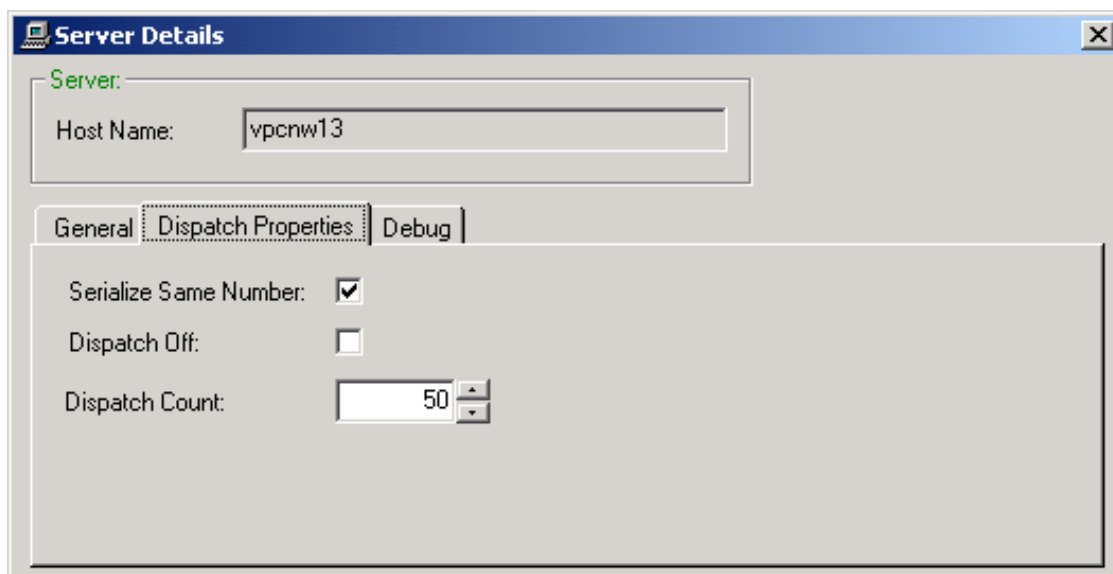 Server Details
Server:
Host Name: vpcnw13
General Dispatch Properties Debug
Serialize Same Number:
Dispatch Off:
Dispatch Count: 50